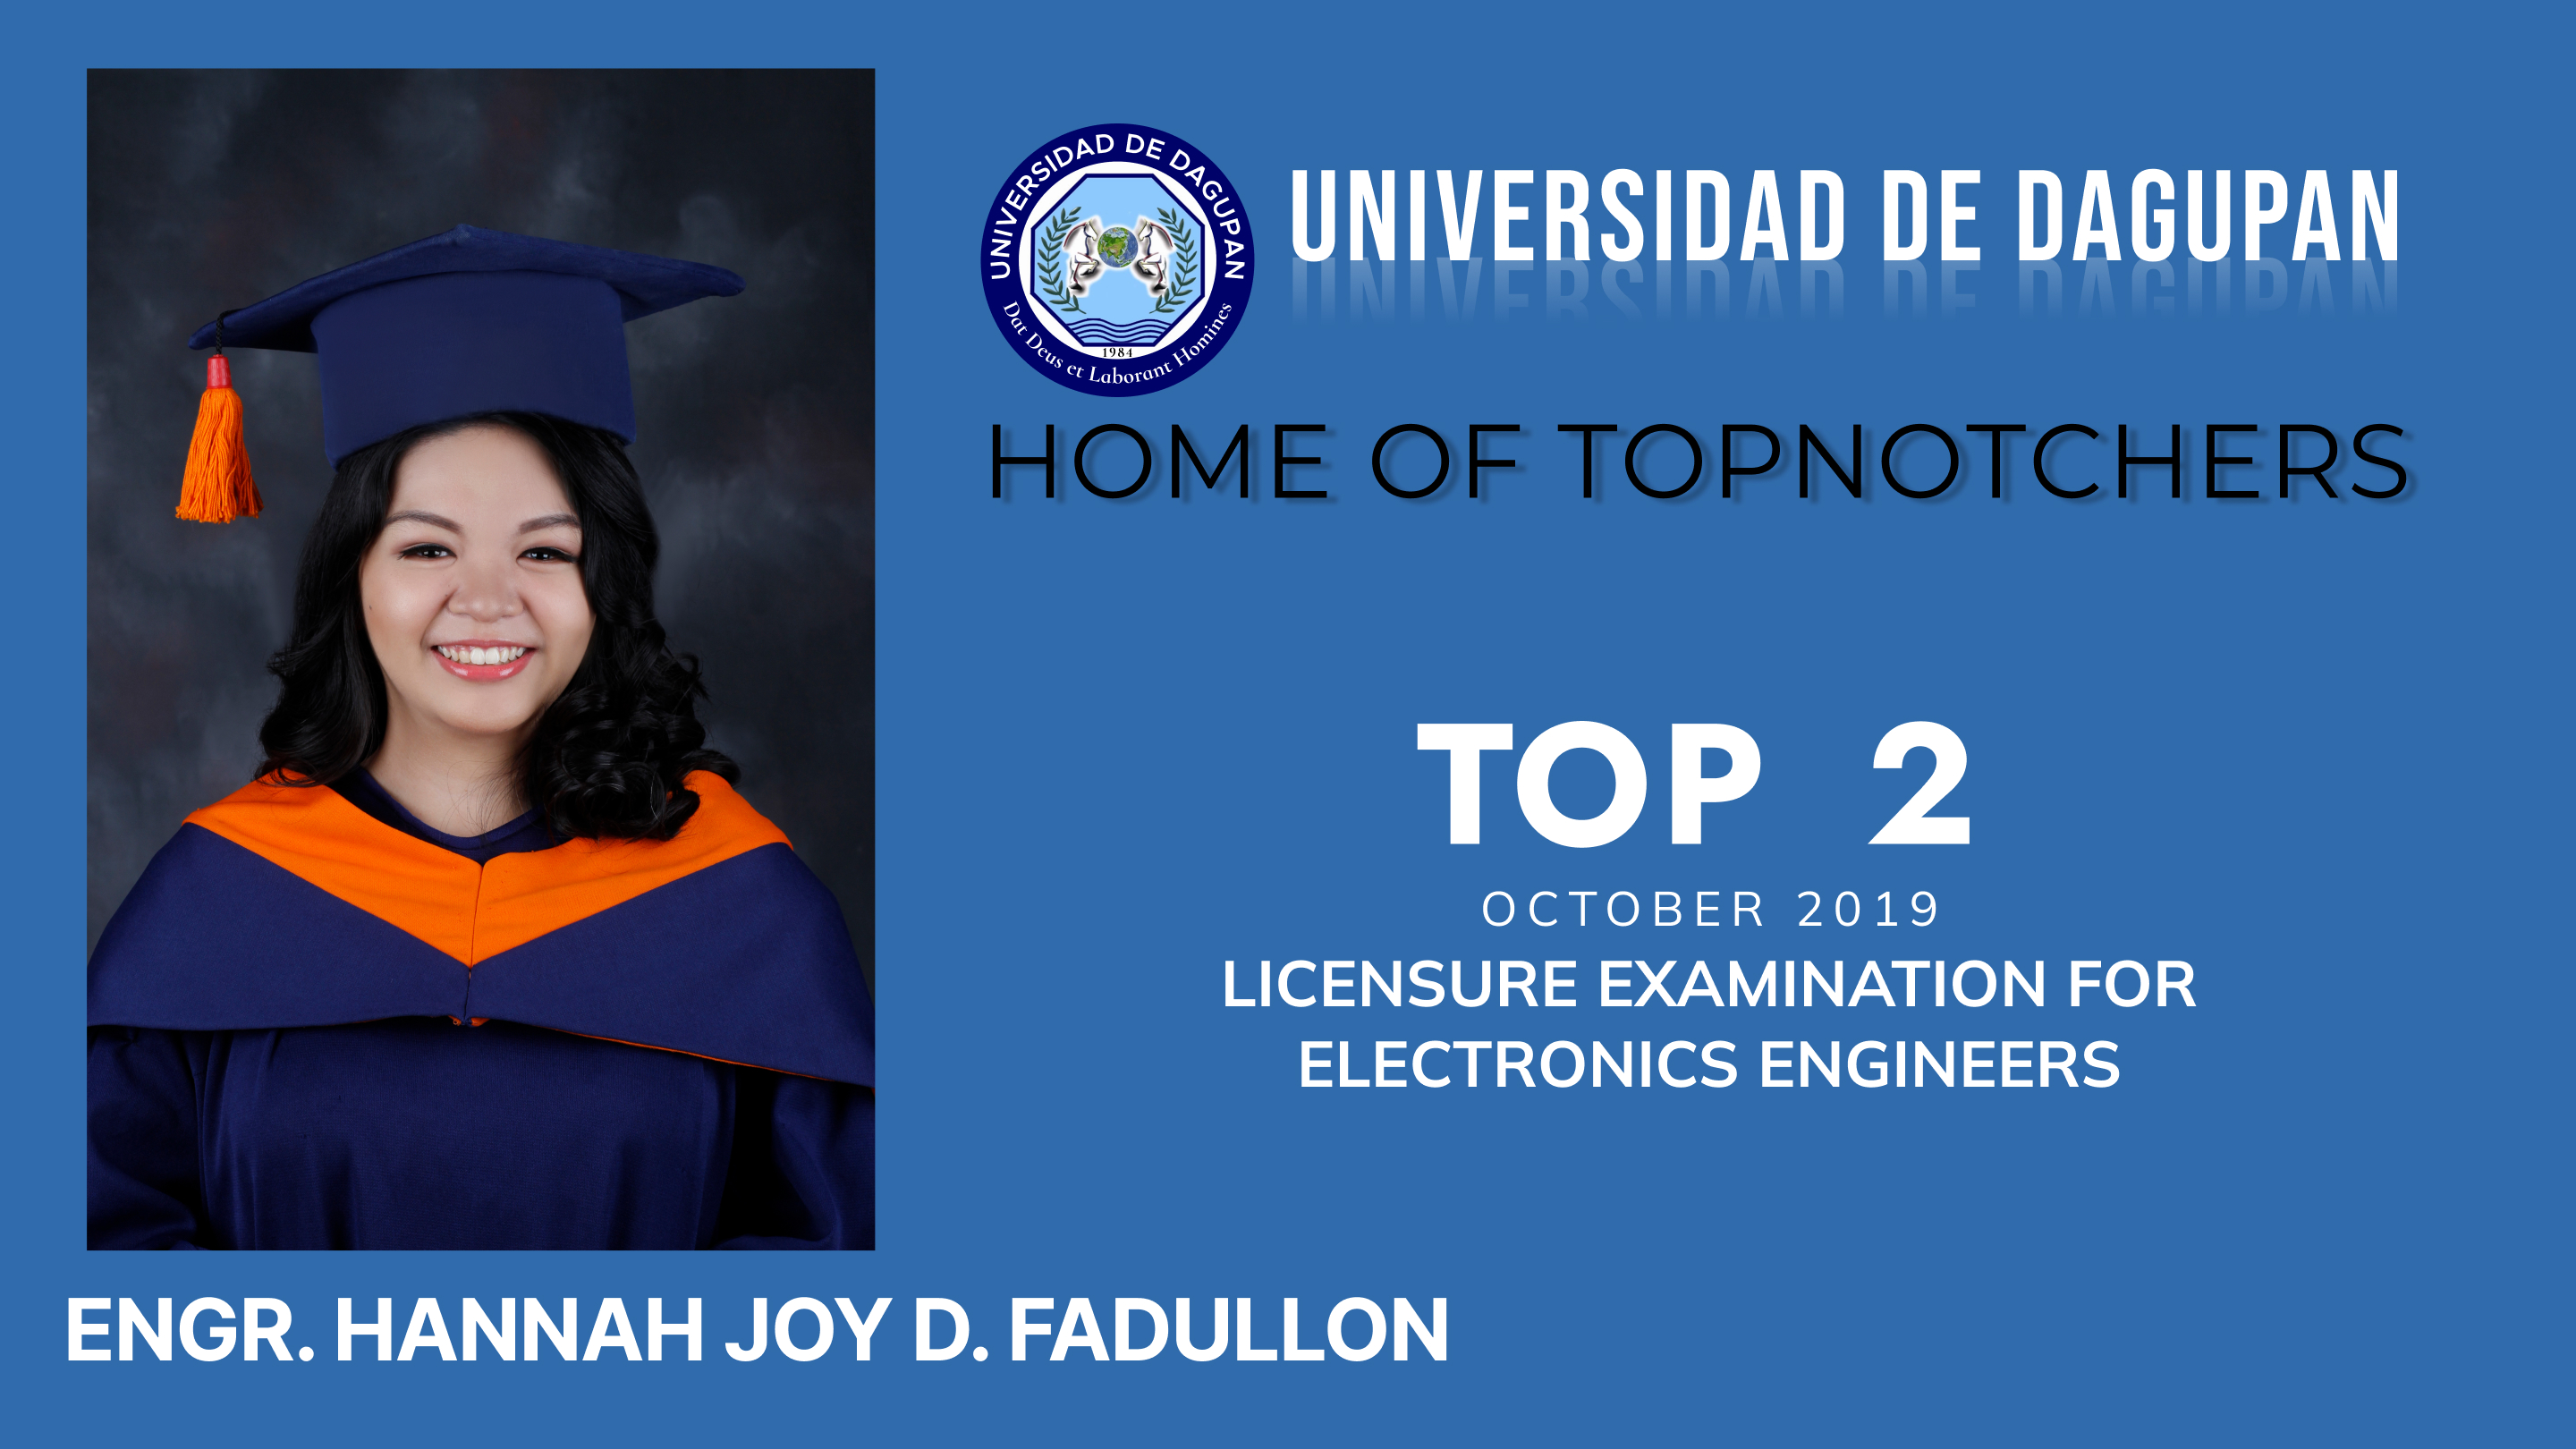 UNIVERSIDAD DE DAGUPAN
Dat Deus et Laborant Homines
1984
UNIVERSIDAD DE DAGUPAN
HOME OF TOPNOTCHERS
TOP 2
OCTOBER 2019
LICENSURE EXAMINATION FOR
ELECTRONICS ENGINEERS
ENGR. HANNAH JOY D. FADULLON